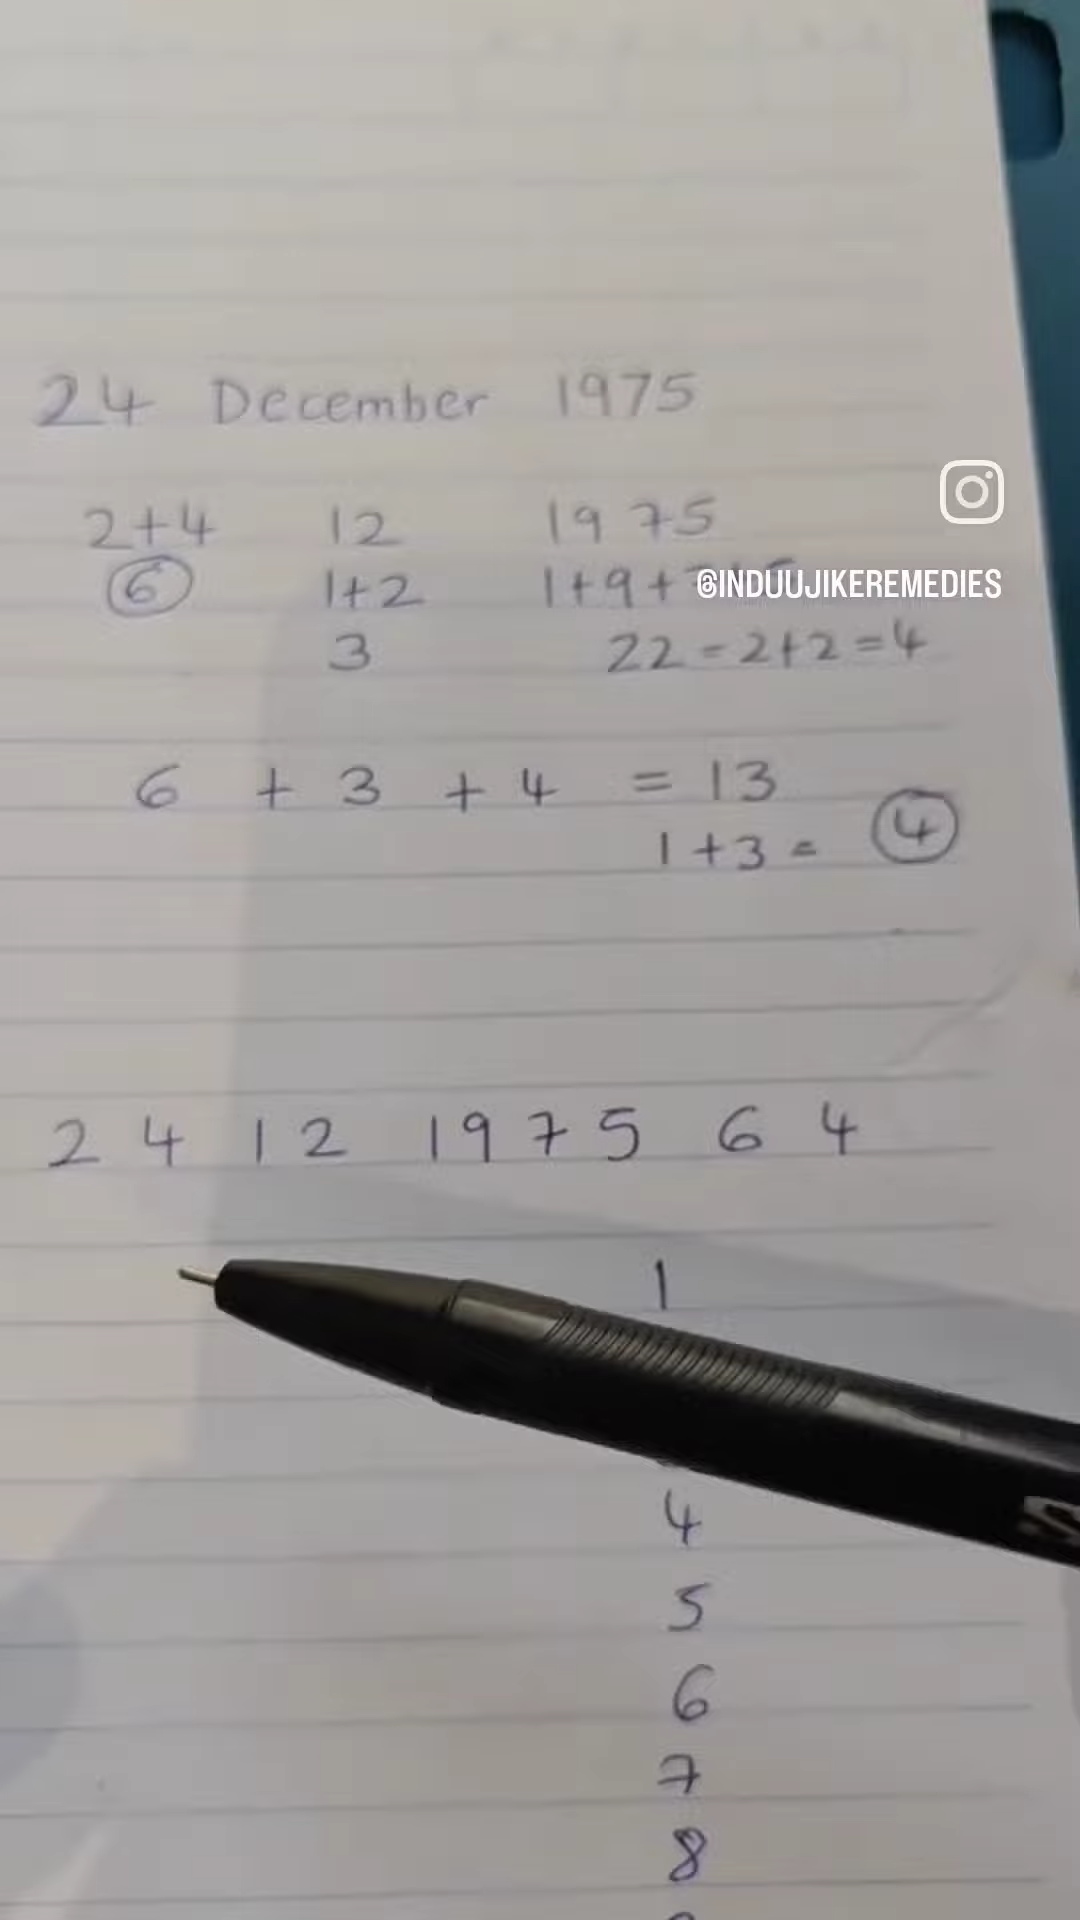 24 December 1975
2+4 12 1975
6 1+2 1+9+
@INDUUJIKEREMEDIES
3 22 = 2+2 = 4
6 + 3 + 4 = 13
1+3 = 4
2 4 1 2 1 9 7 5 6 4
1
4
5
6
7
8